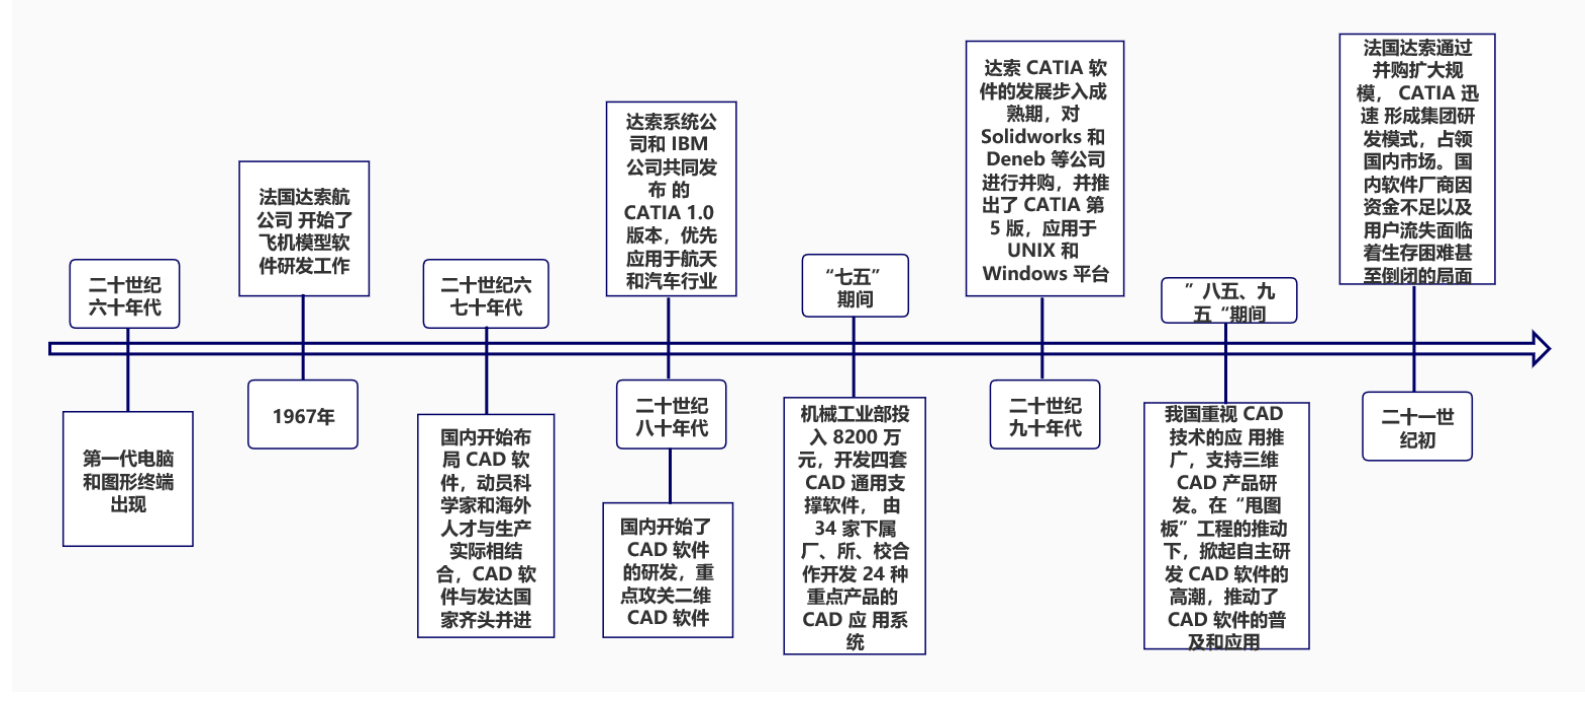 二十世纪
六十年代
第一代电脑
和图形终端
出现
法国达索航
公司 开始了
飞机模型软
件研发工作
1967年
二十世纪六
七十年代
国内开始布
局 CAD 软
件，动员科
学家和海外
人才与生产
实际相结
合，CAD 软
件与发达国
家齐头并进
达索系统公
司和 IBM
公司共同发
布 的
CATIA 1.0
版本，优先
应用于航天
和汽车行业
二十世纪
八十年代
国内开始了
CAD 软件
的研发，重
点攻关二维
CAD 软件
“七五”
期间
机械工业部投
入 8200 万
元，开发四套
CAD 通用支
撑软件， 由
34 家下属
厂、所、校合
作开发 24 种
重点产品的
CAD 应 用系
统
达索 CATIA 软
件的发展步入成
熟期，对
Solidworks 和
Deneb 等公司
进行并购，并推
出了 CATIA 第
5 版，应用于
UNIX 和
Windows 平台
二十世纪
九十年代
”八五、九
五“期间
我国重视 CAD
技术的应 用推
广，支持三维
CAD 产品研
发。在“甩图
板”工程的推动
下，掀起自主研
发 CAD 软件的
高潮，推动了
CAD 软件的普
及和应用
法国达索通过
并购扩大规
模， CATIA 迅
速 形成集团研
发模式，占领
国内市场。国
内软件厂商因
资金不足以及
用户流失面临
着生存困难甚
至倒闭的局面
二十一世
纪初